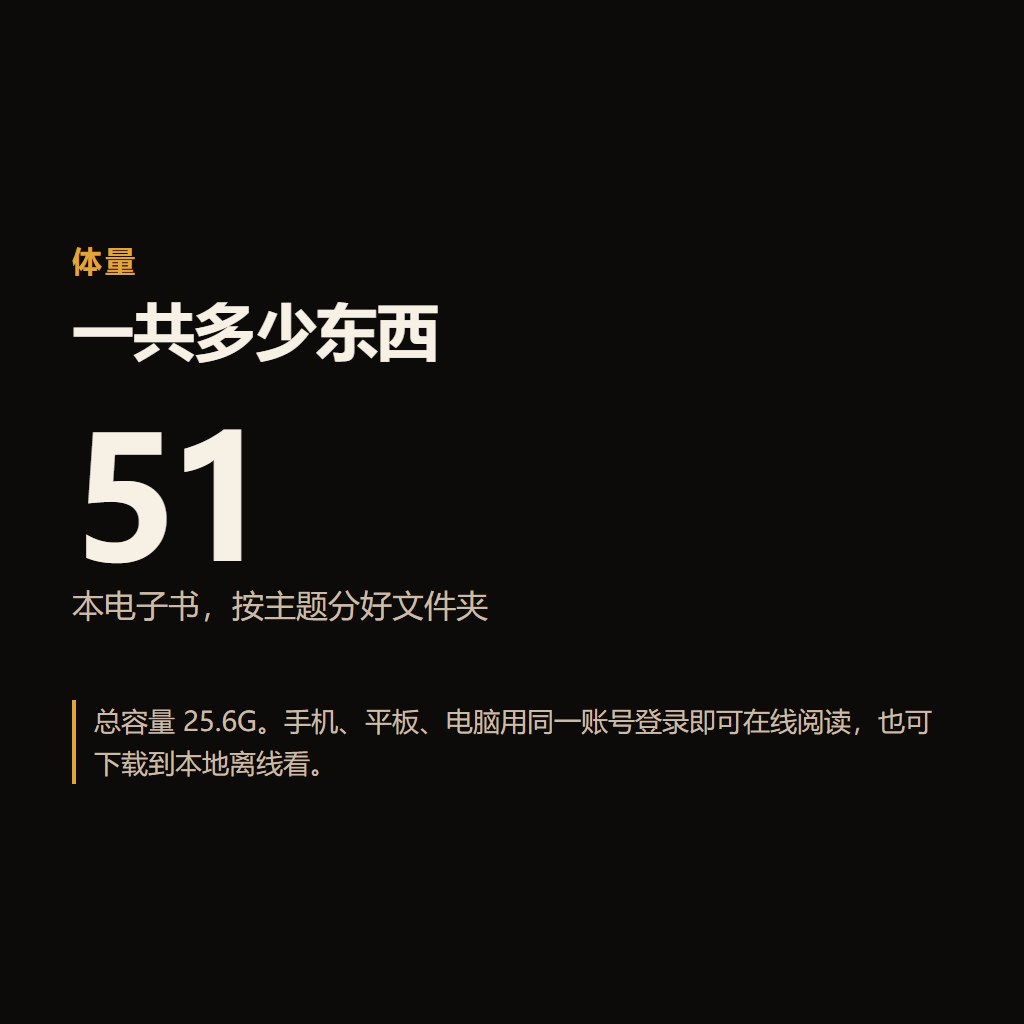 体量
一共多少东西
51
本电子书，按主题分好文件夹
总容量 25.6G。手机、平板、电脑用同一账号登录即可在线阅读，也可
下载到本地离线看。